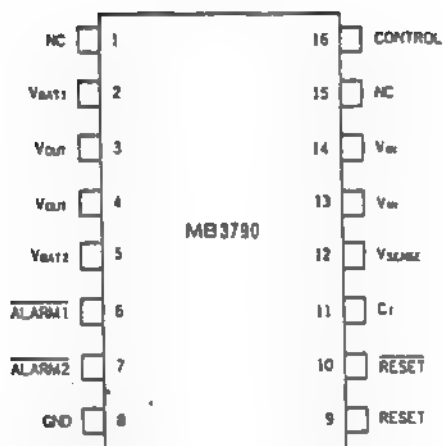 NC 1 16 CONTROL
VBAT1 2 15 NC
VOUT 3 14 VIN
VOUT 4 13 VIN
MB3790
VBAT2 5 12 VSENSE
ALARM1 6 11 CT
ALARM2 7 10 RESET
GND 8 9 RESET